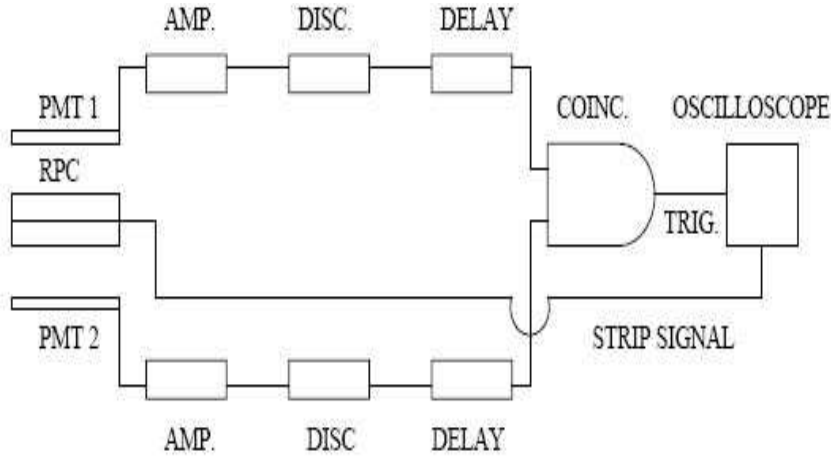 AMP. DISC. DELAY
PMT 1 COINC. OSCILLOSCOPE
RPC
TRIG.
PMT 2 STRIP SIGNAL
AMP. DISC DELAY